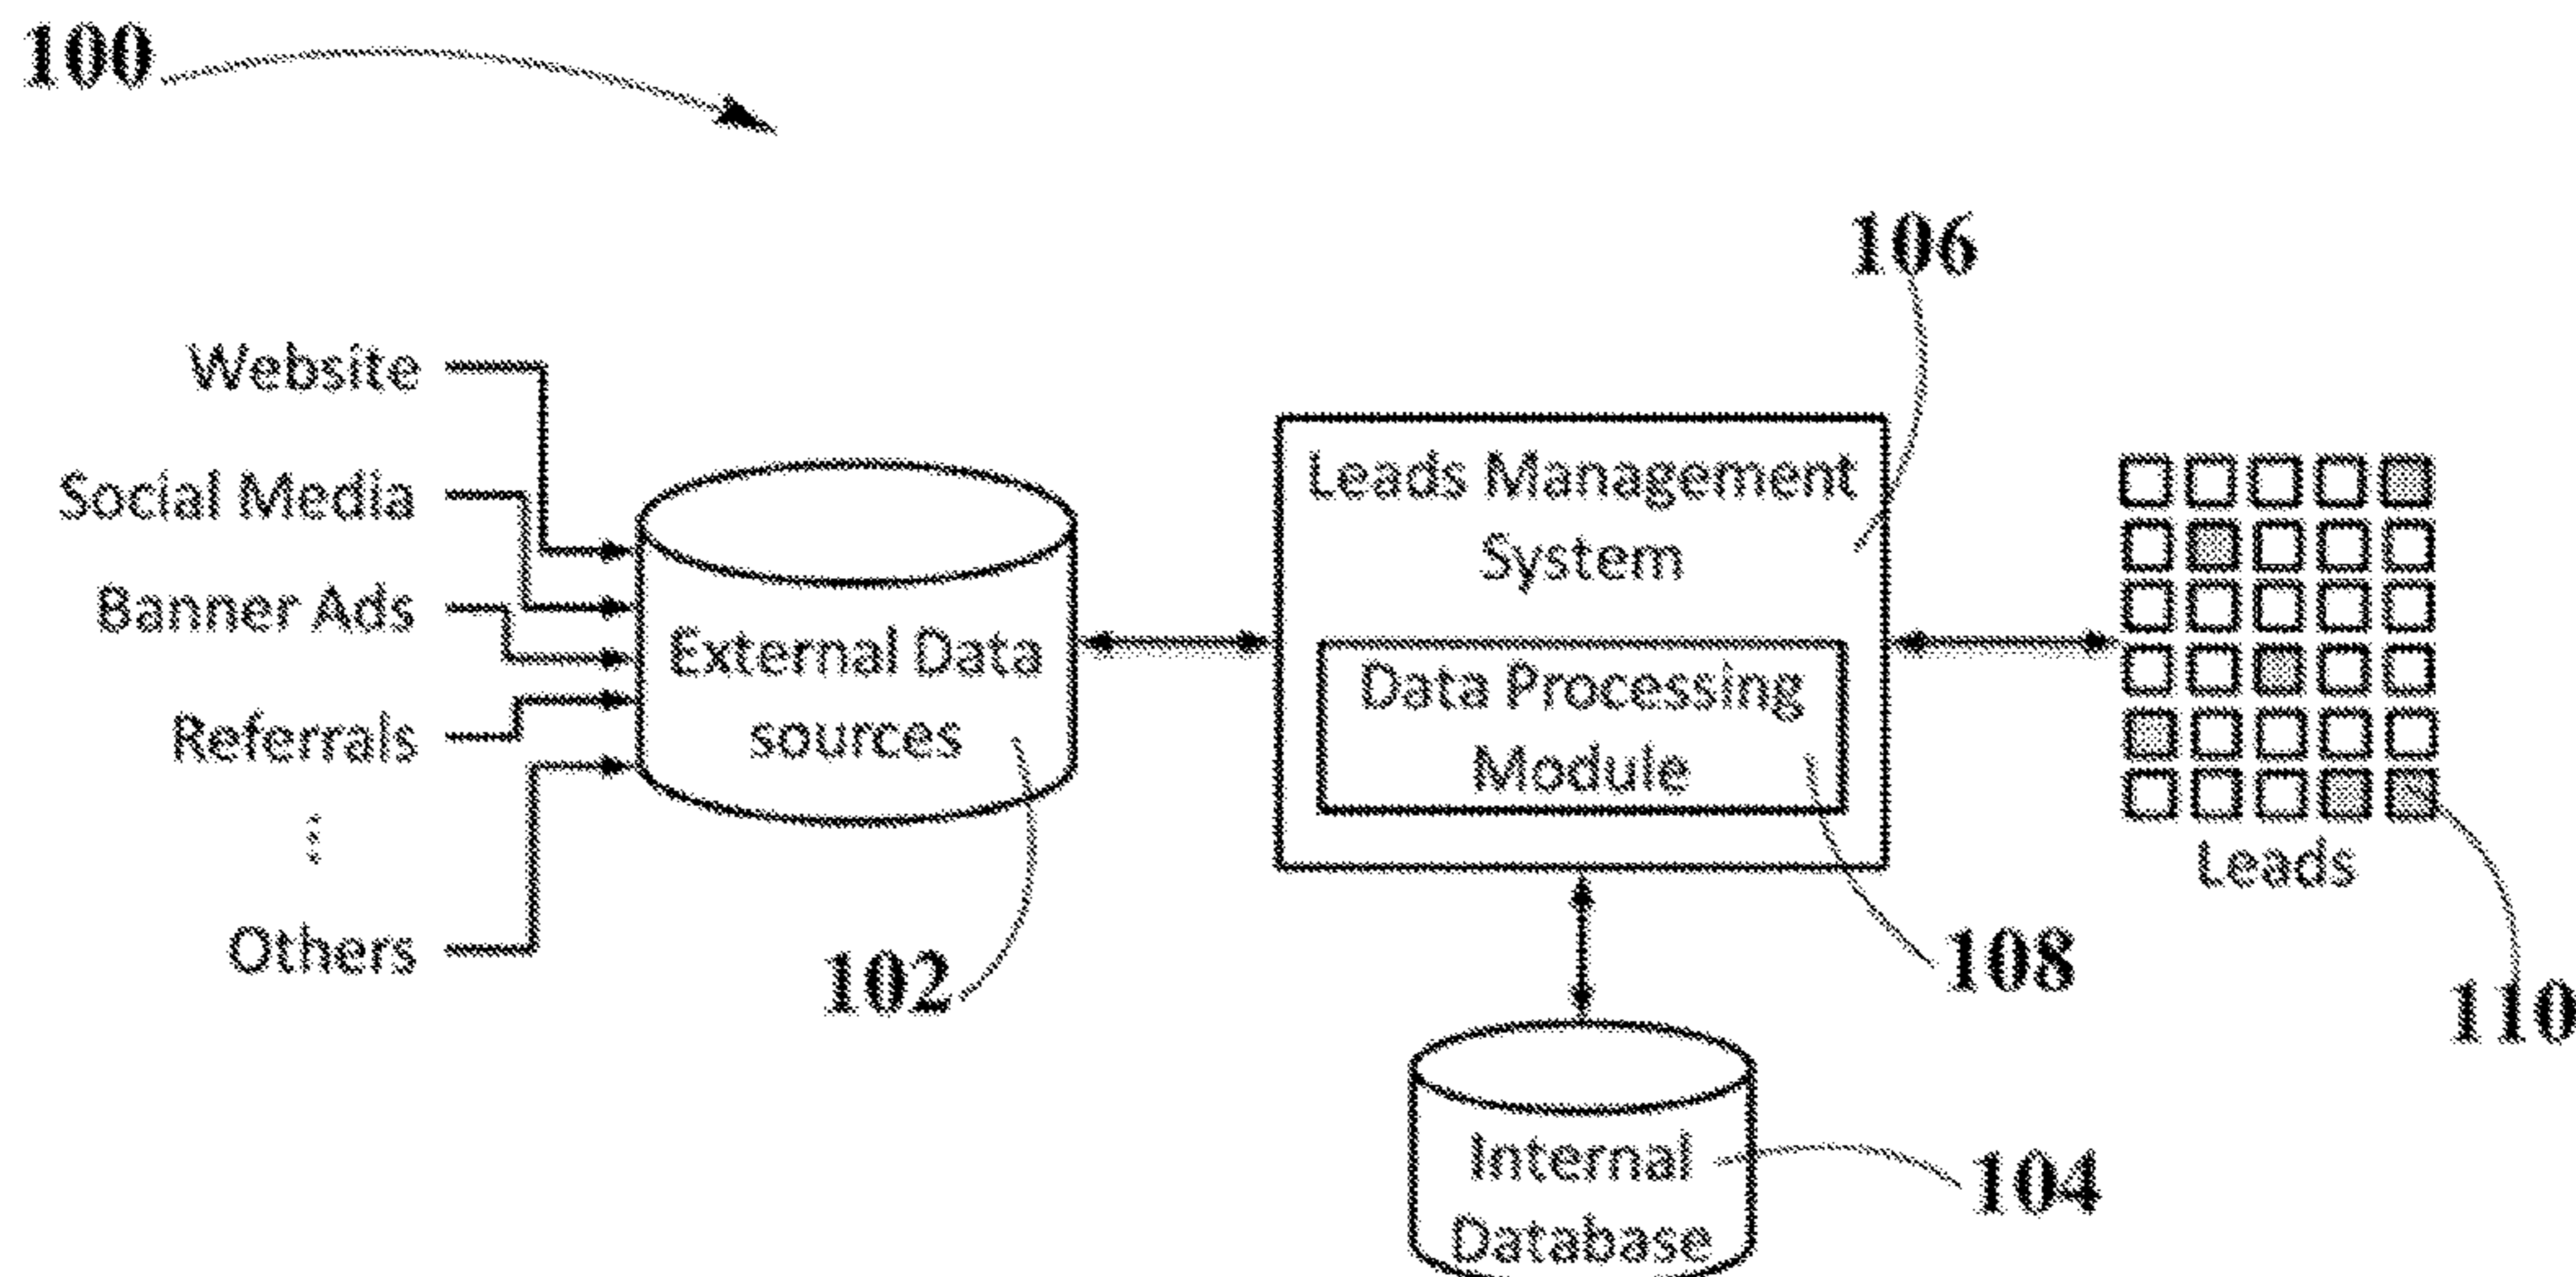 100
106
Website
Social Media
Banner Ads
Referrals
Others
External Data
sources
102
Leads Management
System
Data Processing
Module
108
Leads
110
Internal
Database
104